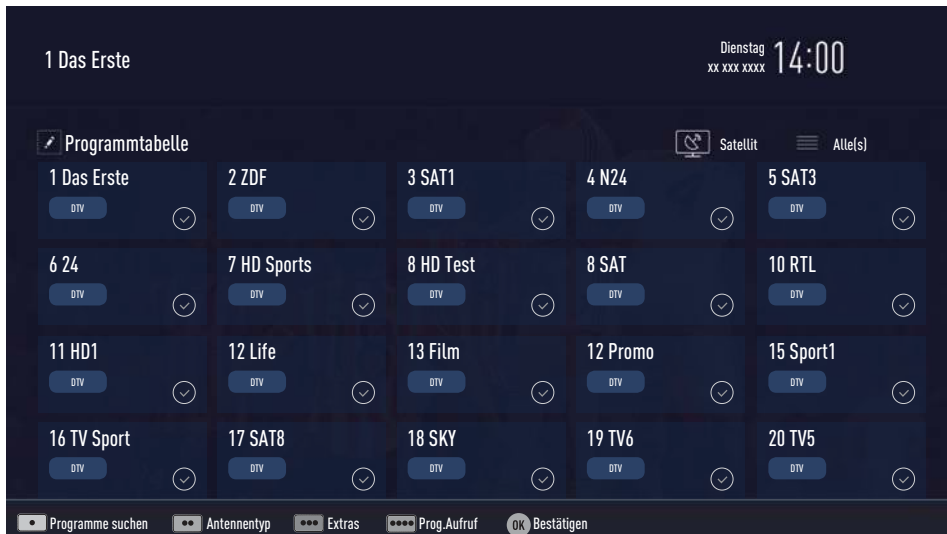 1 Das Erste
Dienstag
xx xxx xxxx
14:00
Programmtabelle
Satellit
Alle(s)
1 Das Erste
2 ZDF
3 SAT1
4 N24
5 SAT3
DTV
DTV
DTV
DTV
DTV
6 24
7 HD Sports
8 HD Test
8 SAT
10 RTL
DTV
DTV
DTV
DTV
DTV
11 HD1
12 Life
13 Film
12 Promo
15 Sport1
DTV
DTV
DTV
DTV
DTV
16 TV Sport
17 SAT8
18 SKY
19 TV6
20 TV5
DTV
DTV
DTV
DTV
DTV
Programme suchen
Antennentyp
Extras
Prog.Aufruf
OK Bestätigen